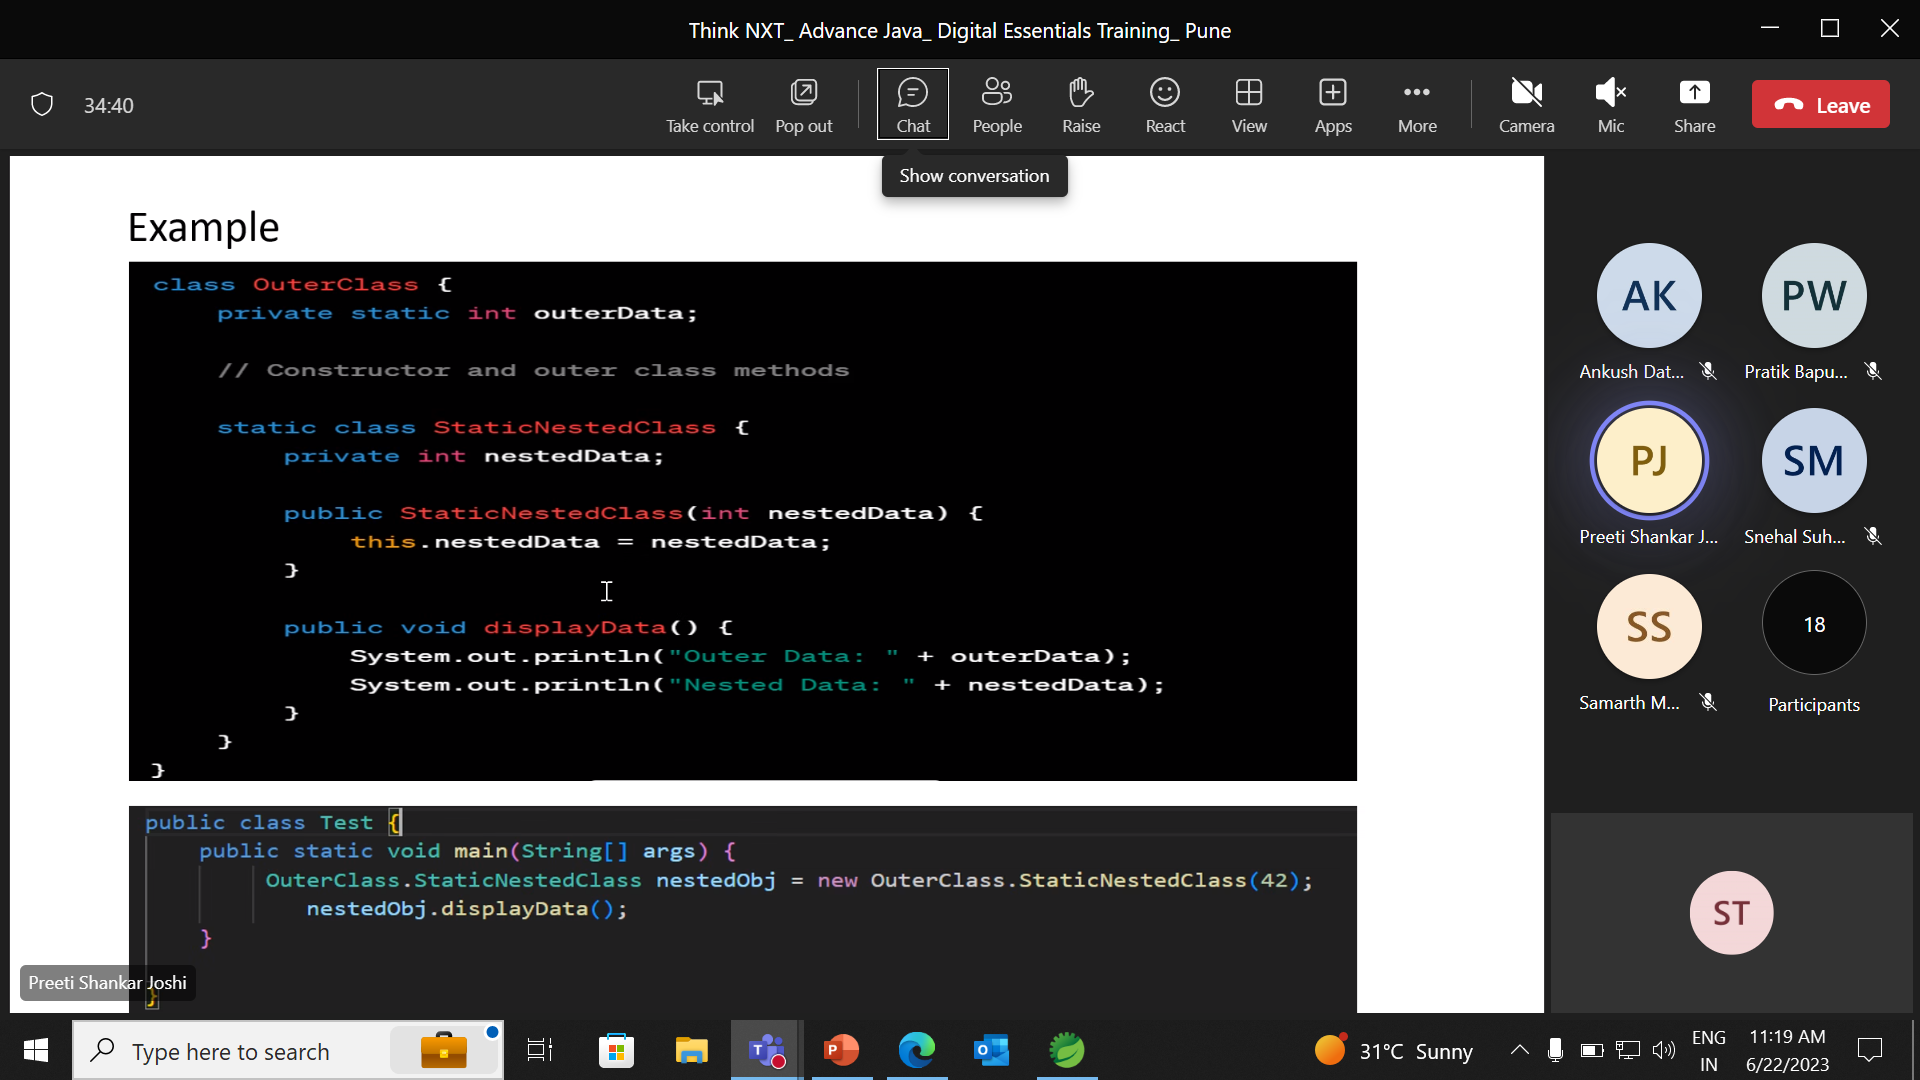 Think NXT_ Advance Java_ Digital Essentials Training_ Pune
34:40
Take control
Pop out
Chat
People
Raise
React
View
Apps
More
Camera
Mic
Share
Leave
Show conversation
Example
class OuterClass {
private static int outerData;
// Constructor and outer class methods
static class StaticNestedClass {
private int nestedData;
public StaticNestedClass(int nestedData) {
this.nestedData = nestedData;
}
public void displayData() {
System.out.println("Outer Data: " + outerData);
System.out.println("Nested Data: " + nestedData);
}
}
}
public class Test {
public static void main(String[] args) {
OuterClass.StaticNestedClass nestedObj = new OuterClass.StaticNestedClass(42);
nestedObj.displayData();
}
}
Preeti Shankar Joshi
AK
Ankush Dat...
PW
Pratik Bapu...
PJ
Preeti Shankar J...
SM
Snehal Suh...
SS
Samarth M...
18
Participants
ST
Type here to search
31°C Sunny
ENG
IN
11:19 AM
6/22/2023